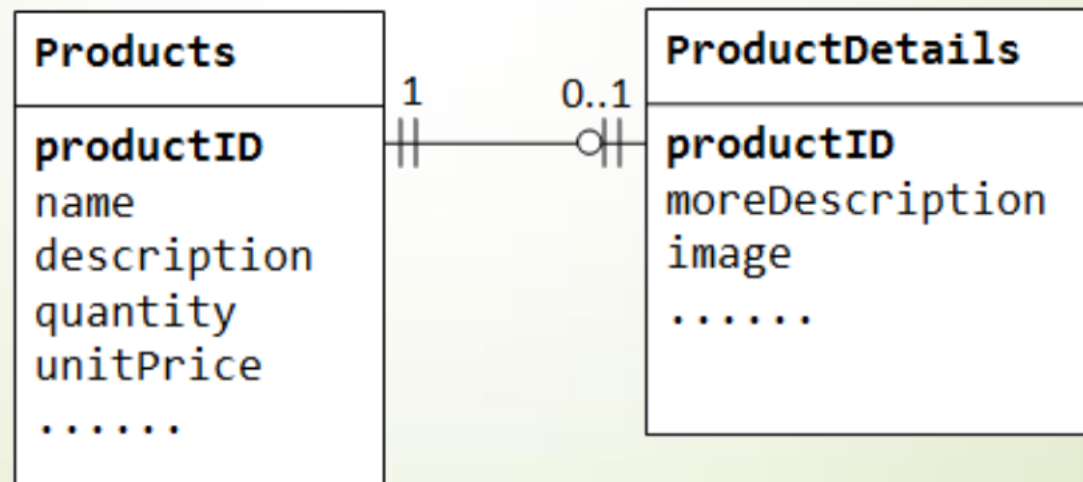 Products
productID
name
description
quantity
unitPrice
......
1
0..1
ProductDetails
productID
moreDescription
image
......